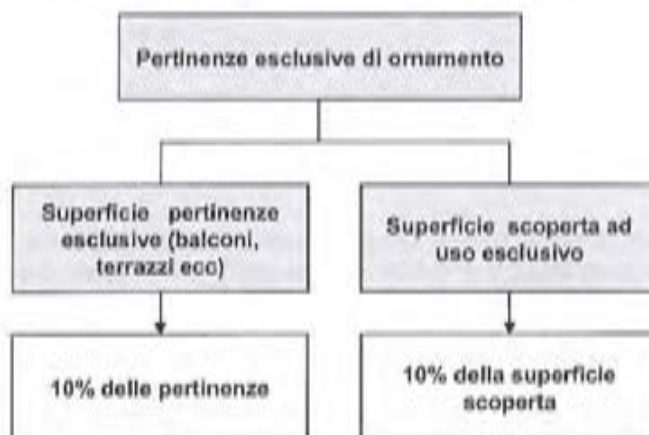 Pertinenze esclusive di ornamento
Superficie pertinenze
esclusive (balconi,
terrazzi ecc)
Superficie scoperta ad
uso esclusivo
10% delle pertinenze
10% della superficie
scoperta